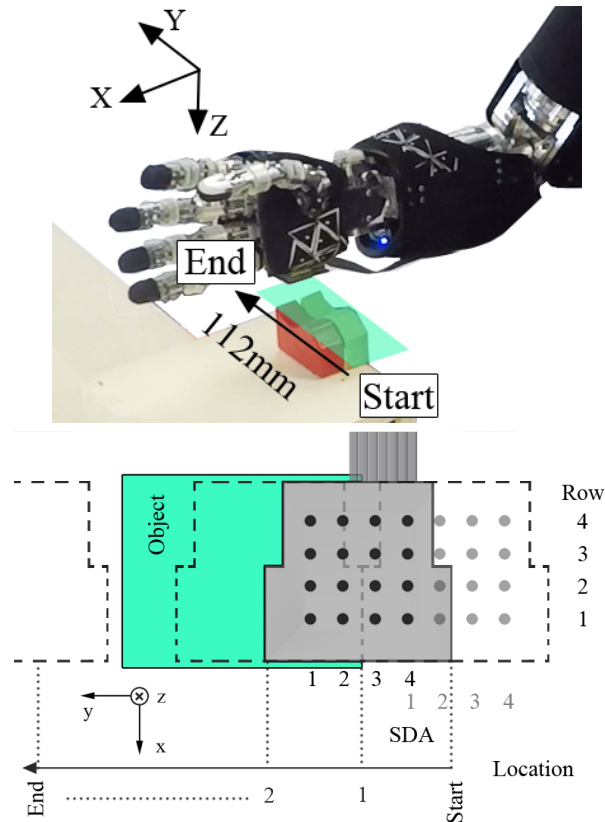 Y
X
Z
End
112mm
Start
Object
Row
4
3
2
1
1 2 3 4
1 2 3 4
y z
x
SDA
Location
End 2 1 Start